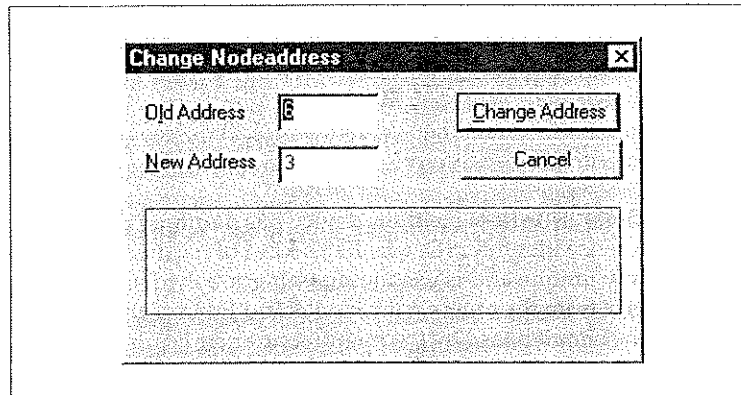 Change Nodeaddress
Old Address 6 Change Address
New Address 3 Cancel